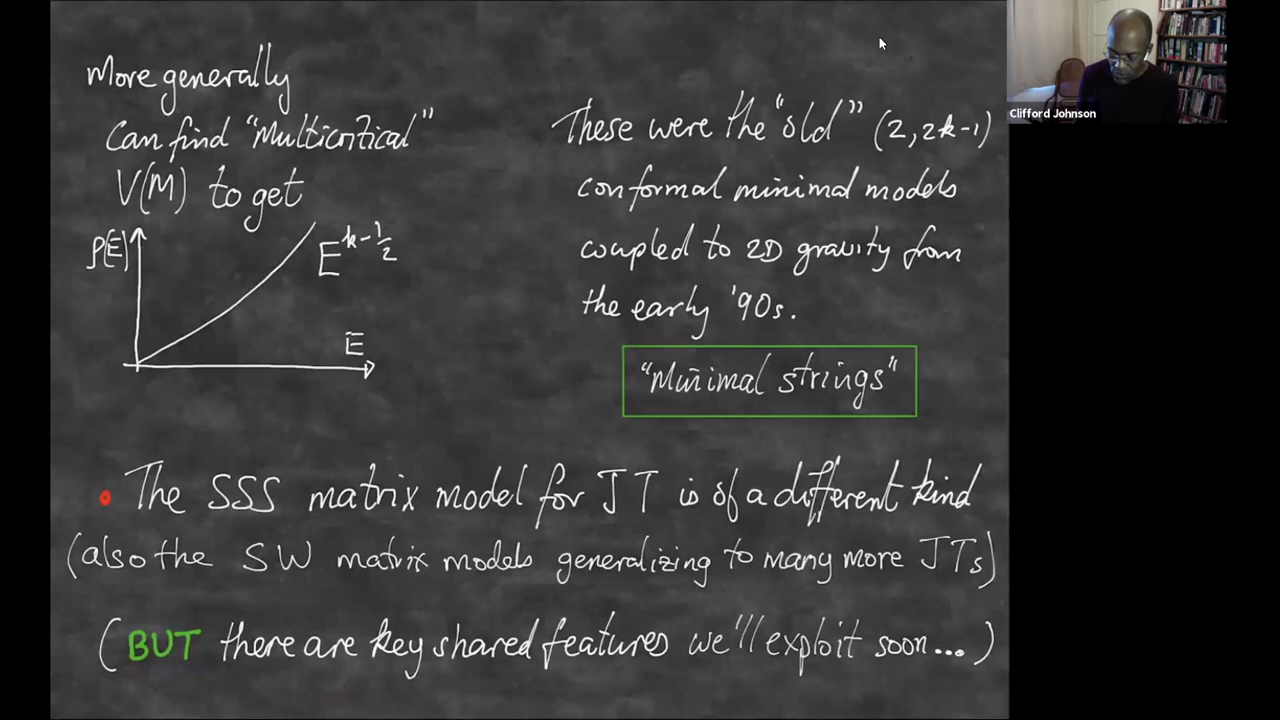 More generally
Can find "Multicritical"
V(M) to get
ρ(E)
E^{k-1/2}
E
These were the "old" (2, 2k-1)
conformal minimal models
coupled to 2D gravity from
the early '90s.
"Minimal strings"
• The SSS matrix model for JT is of a different kind
(also the SW matrix models generalizing to many more JTs)
(BUT there are key shared features we'll exploit soon...)
Clifford Johnson